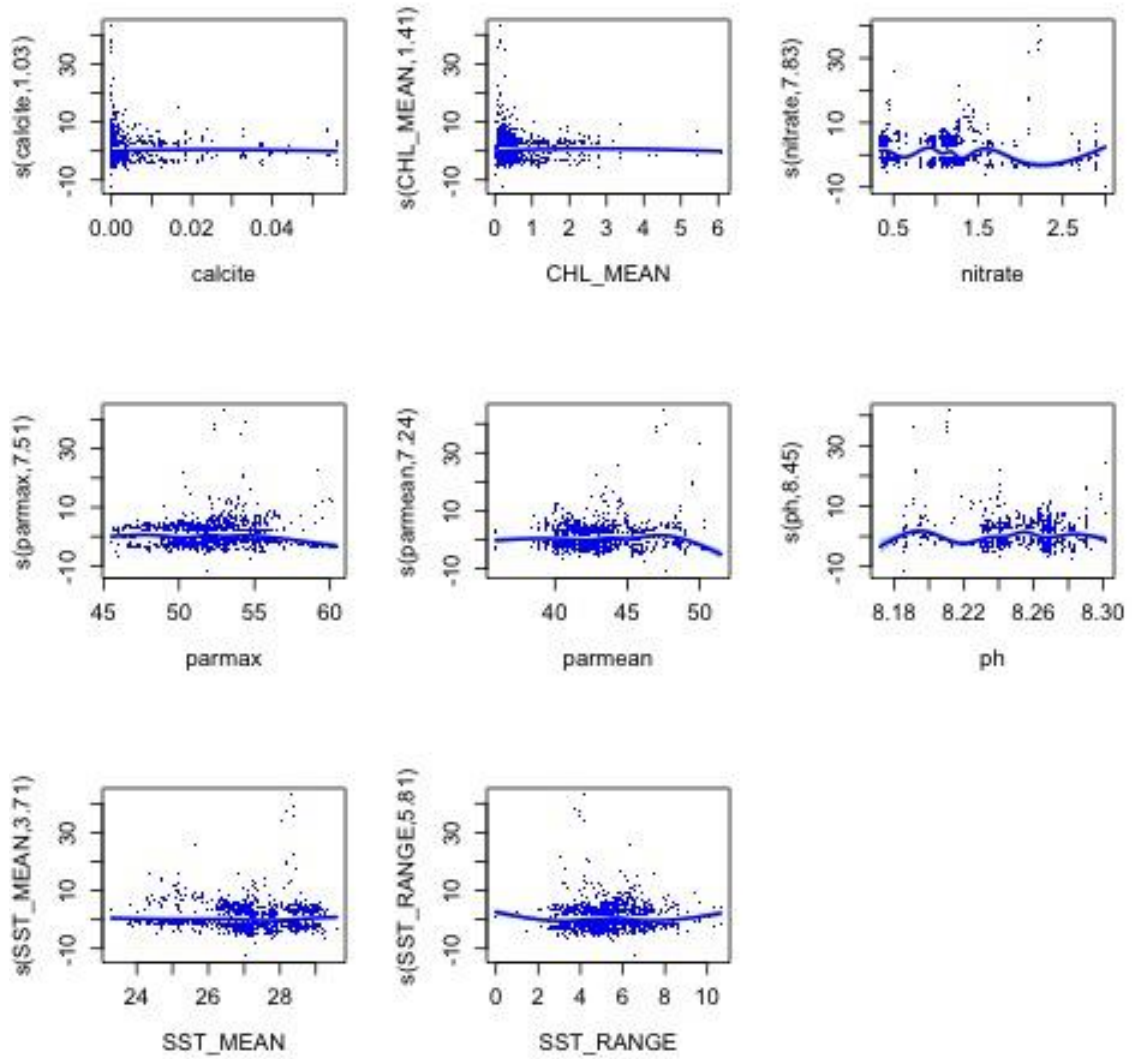 s(calcite,1.03)
-10 10 30
0.00 0.02 0.04
calcite
s(CHL_MEAN,1.41)
-10 10 30
0 1 2 3 4 5 6
CHL_MEAN
s(nitrate,7.83)
-10 10 30
0.5 1.5 2.5
nitrate
s(parmax,7.51)
-10 10 30
45 50 55 60
parmax
s(parmean,7.24)
-10 10 30
40 45 50
parmean
s(ph,8.45)
-10 10 30
8.18 8.22 8.26 8.30
ph
s(SST_MEAN,3.71)
-10 10 30
24 26 28
SST_MEAN
s(SST_RANGE,5.81)
-10 10 30
0 2 4 6 8 10
SST_RANGE